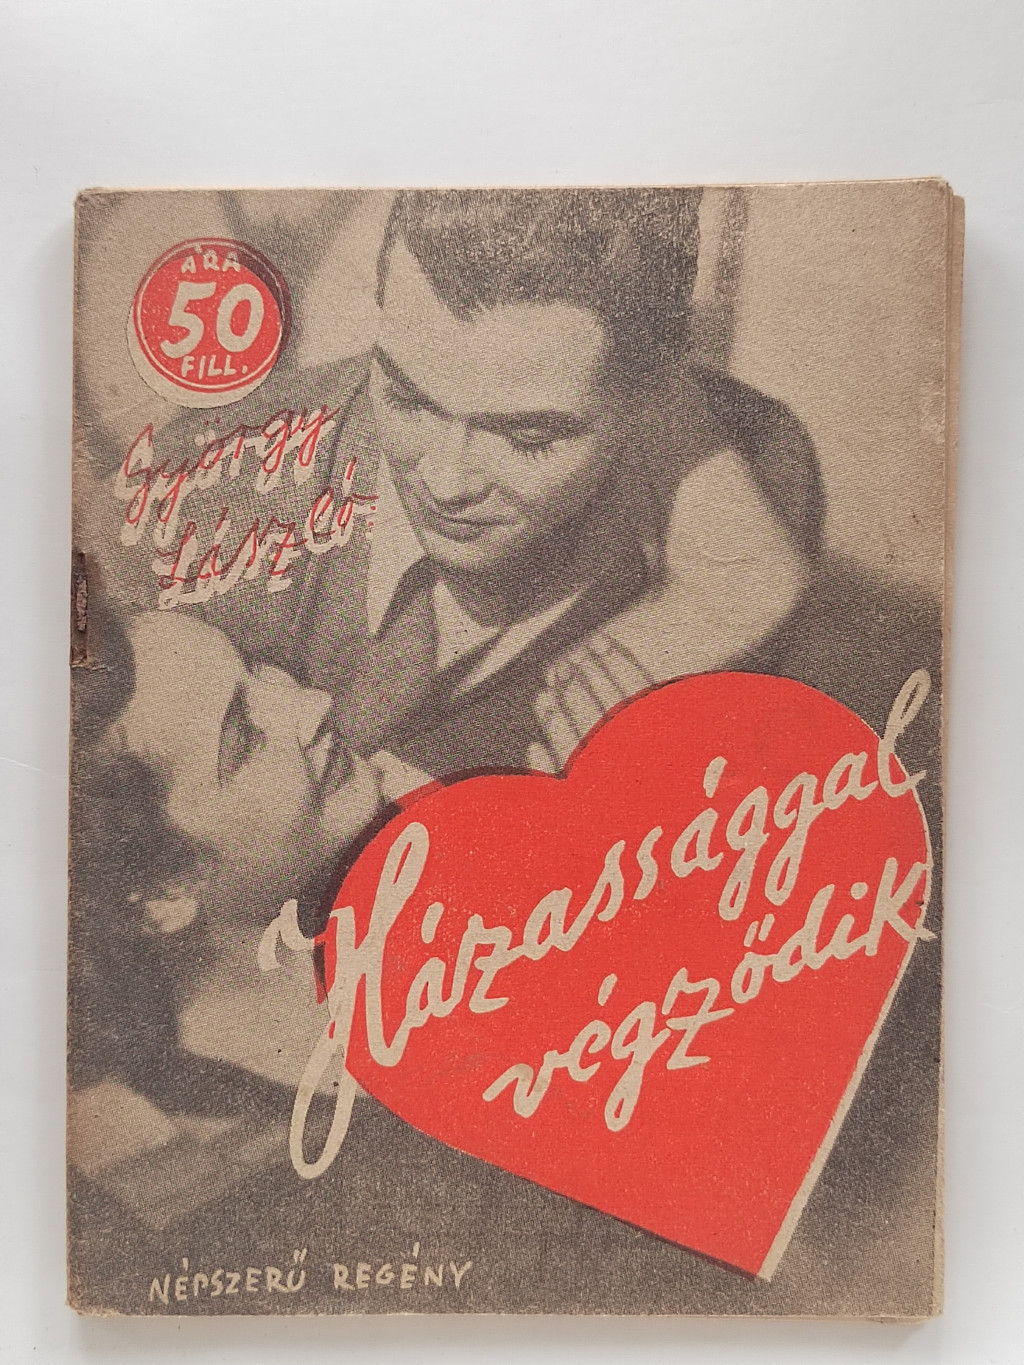 ÁRA
50
FILL.
György
László:
Házassággal
végződik
NÉPSZERŰ REGÉNY